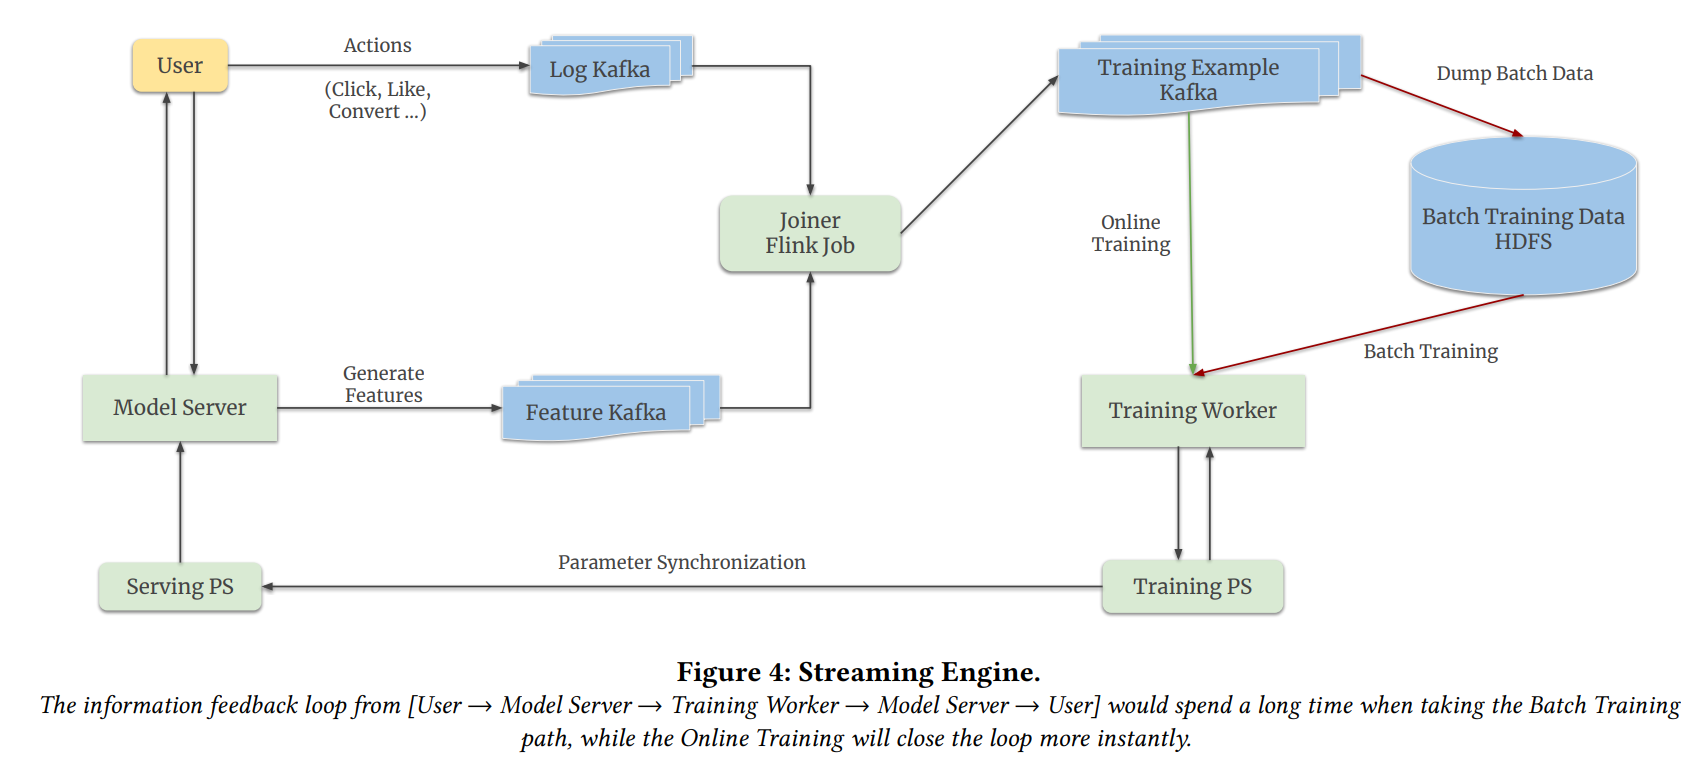 User
Actions
(Click, Like,
Convert ...)
Log Kafka
Training Example
Kafka
Dump Batch Data
Joiner
Flink Job
Online
Training
Batch Training Data
HDFS
Batch Training
Model Server
Generate
Features
Feature Kafka
Training Worker
Serving PS
Parameter Synchronization
Training PS
Figure 4: Streaming Engine.
The information feedback loop from [User → Model Server → Training Worker → Model Server → User] would spend a long time when taking the Batch Training
path, while the Online Training will close the loop more instantly.